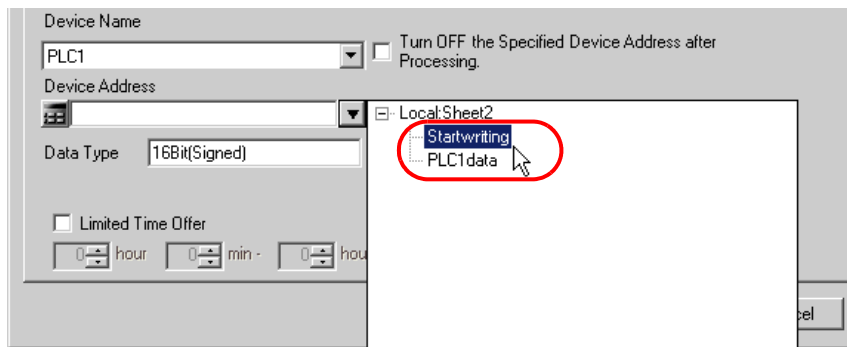 Device Name
PLC1
Turn OFF the Specified Device Address after
Processing.
Device Address
Local:Sheet2
Startwriting
PLC1data
Data Type 16Bit(Signed)
Limited Time Offer
0 hour 0 min - 0 hou
cel